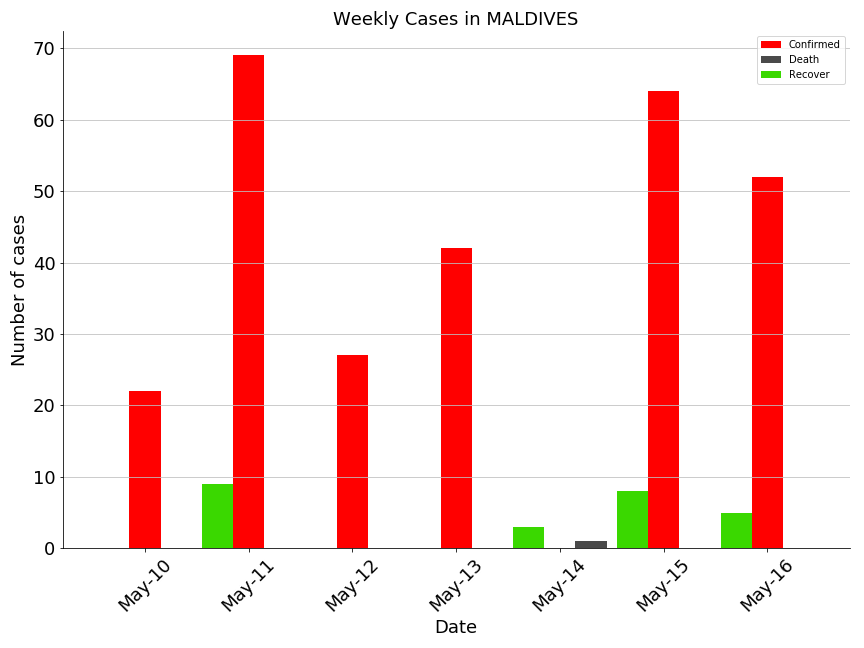 Weekly Cases in MALDIVES
Confirmed
Death
Recover
Number of cases
70
60
50
40
30
20
10
0
May-10
May-11
May-12
May-13
May-14
May-15
May-16
Date